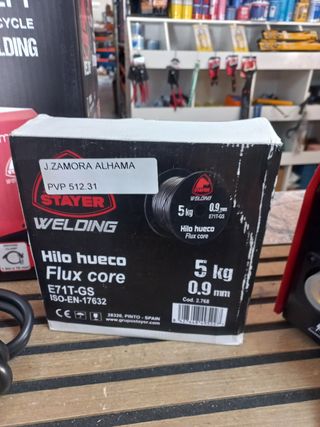 CYCLE
WELDING
J.ZAMORA ALHAMA
PVP 512.31
STAYER
WELDING
5 kg
0.9 mm
E71T-GS
Hilo hueco
Flux core
Hilo hueco
Flux core
E71T-GS
ISO-EN-17632
5 kg
0.9 mm
Cod. 2.768
28320, PINTO - SPAIN
www.grupostayer.com